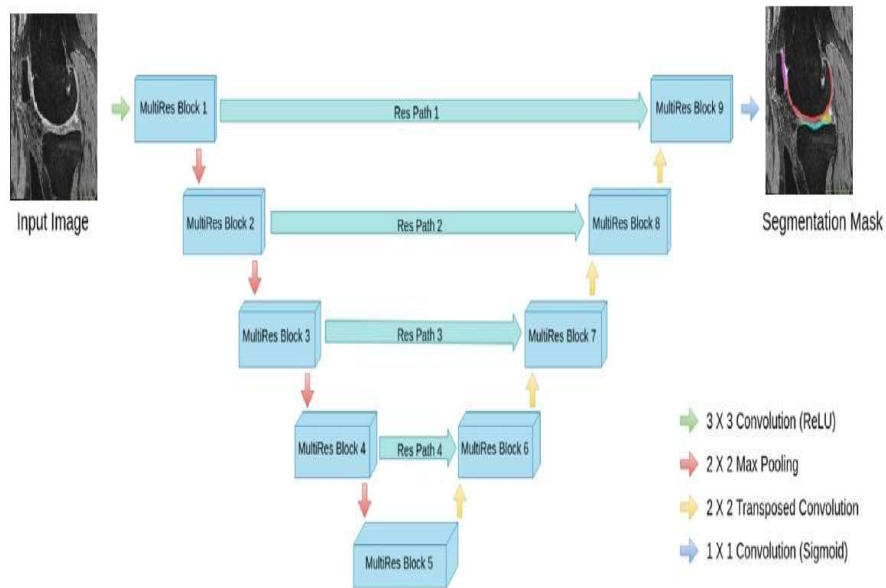 MultiRes Block 1
Res Path 1
MultiRes Block 9
Input Image
MultiRes Block 2
Res Path 2
MultiRes Block 8
Segmentation Mask
MultiRes Block 3
Res Path 3
MultiRes Block 7
MultiRes Block 4
Res Path 4
MultiRes Block 6
MultiRes Block 5
3 X 3 Convolution (ReLU)
2 X 2 Max Pooling
2 X 2 Transposed Convolution
1 X 1 Convolution (Sigmoid)